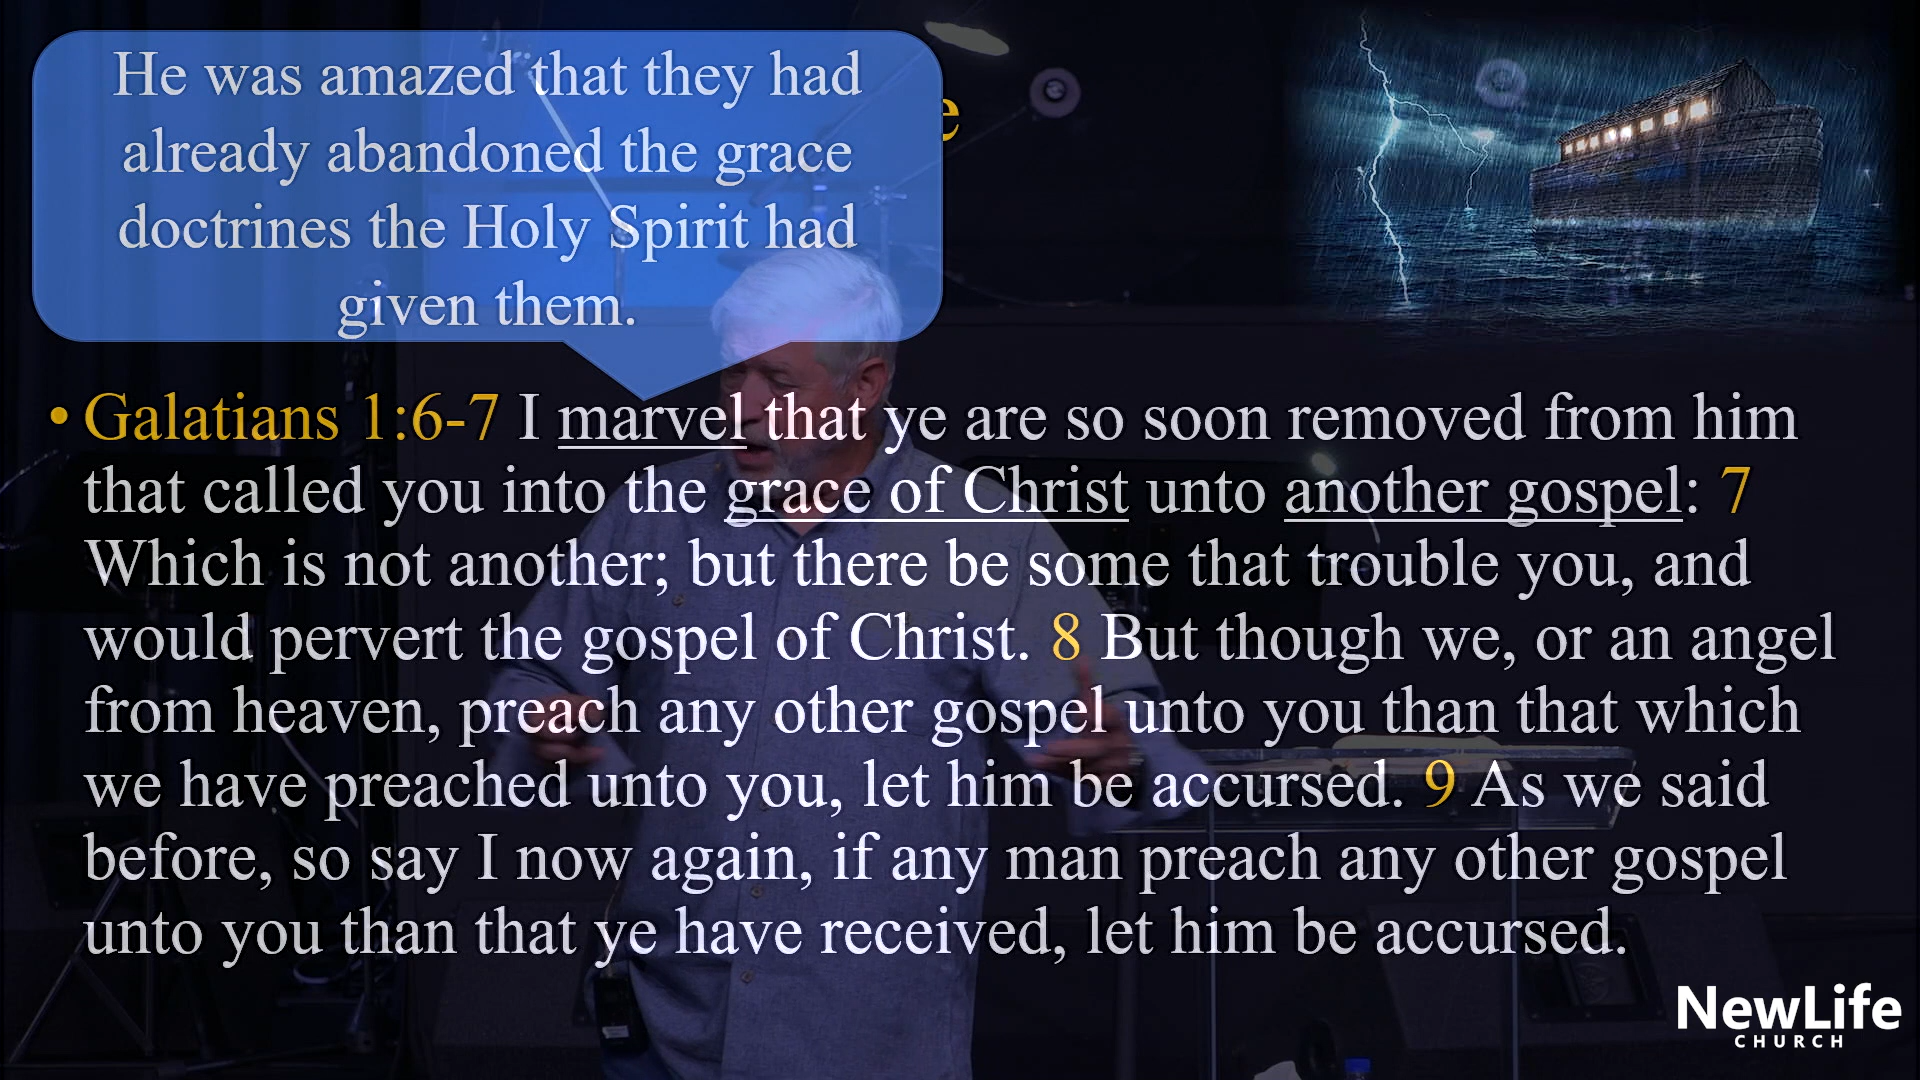 He was amazed that they had
already abandoned the grace
doctrines the Holy Spirit had
given them.
• Galatians 1:6-7 I marvel that ye are so soon removed from him
that called you into the grace of Christ unto another gospel: 7
Which is not another; but there be some that trouble you, and
would pervert the gospel of Christ. 8 But though we, or an angel
from heaven, preach any other gospel unto you than that which
we have preached unto you, let him be accursed. 9 As we said
before, so say I now again, if any man preach any other gospel
unto you than that ye have received, let him be accursed.
NewLife
CHURCH